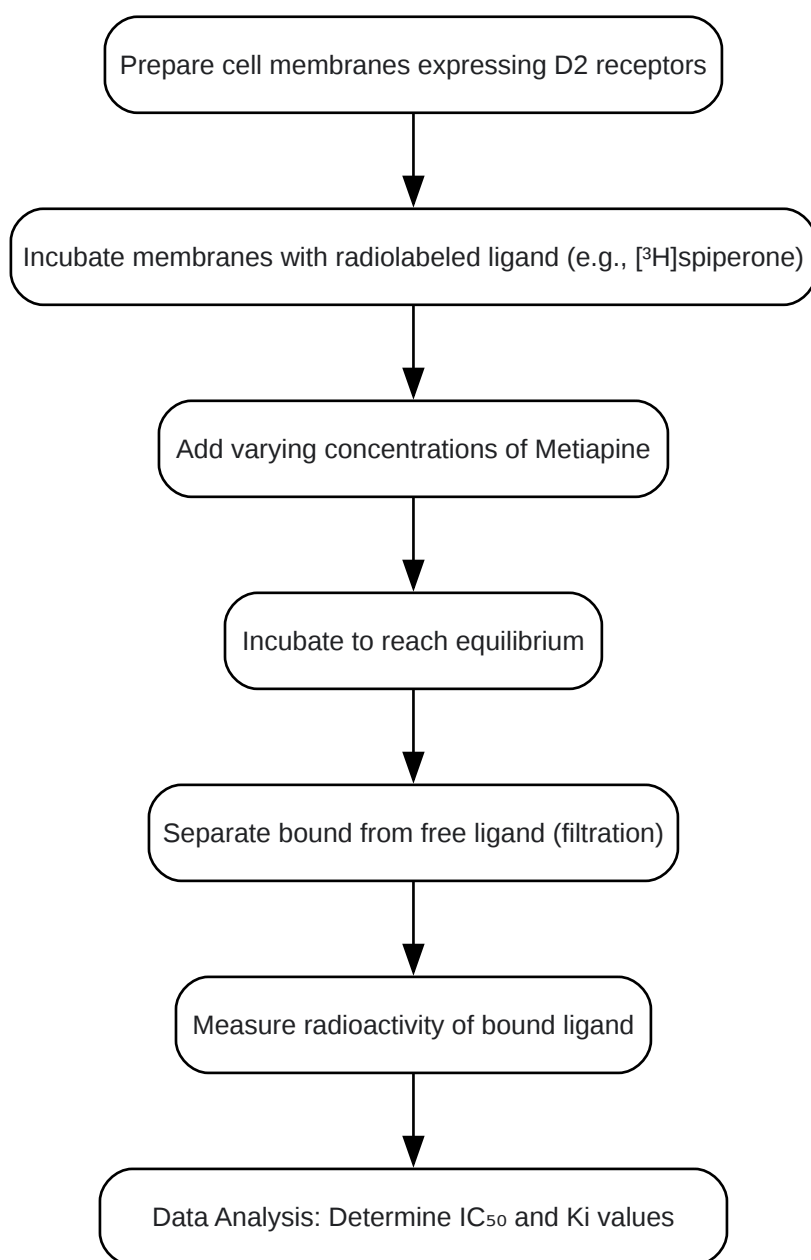 Prepare cell membranes expressing D2 receptors
Incubate membranes with radiolabeled ligand (e.g., [³H]spiperone)
Add varying concentrations of Metiapine
Incubate to reach equilibrium
Separate bound from free ligand (filtration)
Measure radioactivity of bound ligand
Data Analysis: Determine IC₅₀ and Ki values